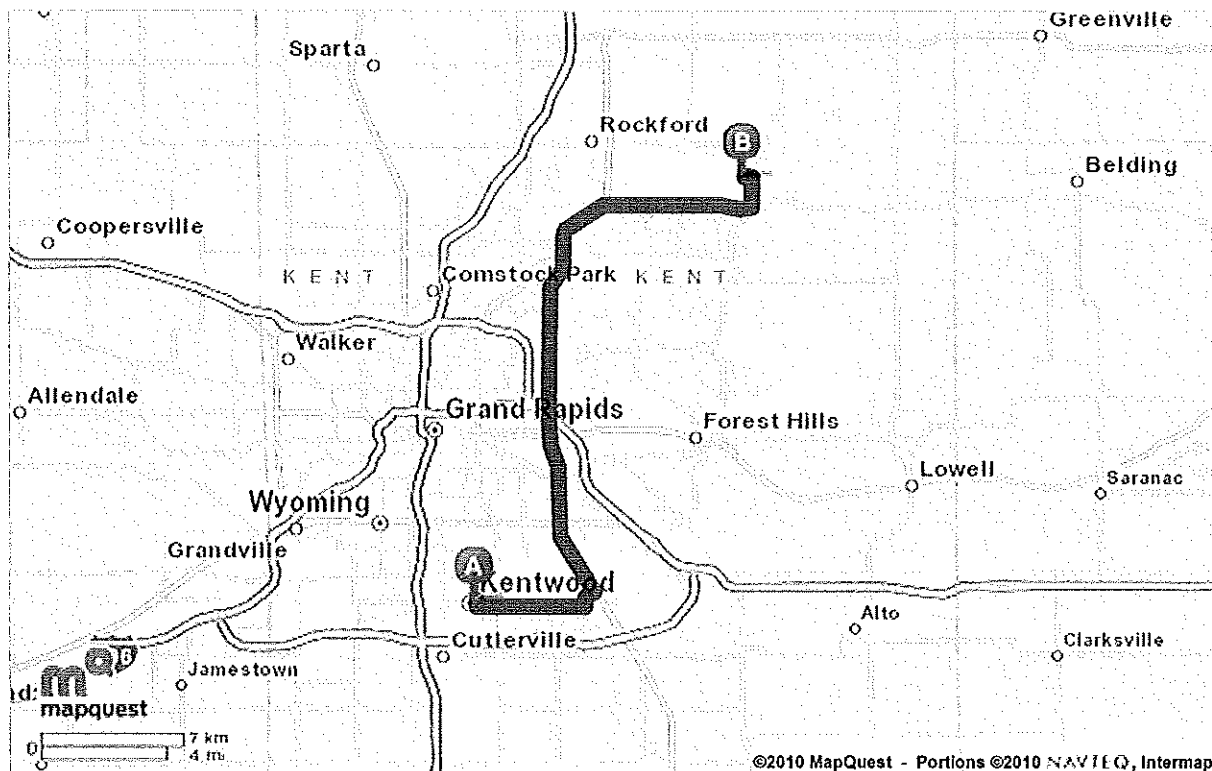 Greenville
Sparta
Rockford
B
Belding
Coopersville
KENT
Comstock Park
KENT
Walker
Allendale
Grand Rapids
Forest Hills
Lowell
Saranac
Wyoming
Grandville
A
Kentwood
Alto
Cutlerville
Clarksville
Jamestown
mapquest
7 km
0
4 mi
©2010 MapQuest - Portions ©2010 NAVTEQ, Intermap